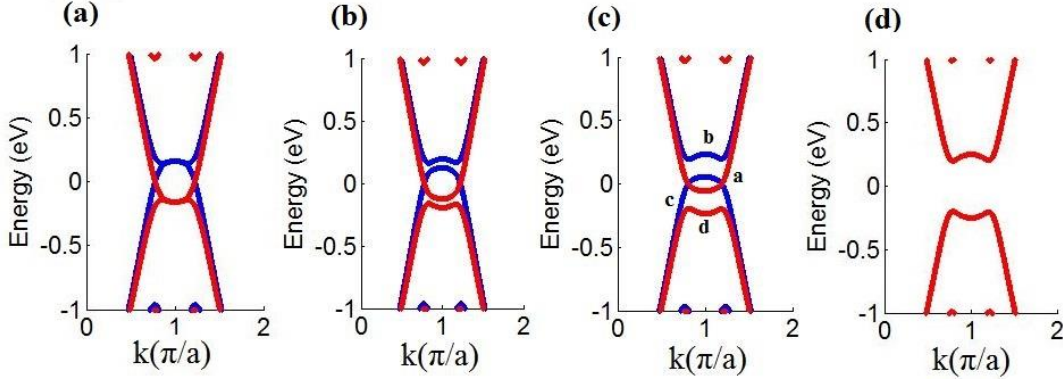 (a) (b) (c) (d)
1 1 1 1
0.5 0.5 0.5 0.5
b
0 0 0 0
a
c
-0.5 -0.5 -0.5 -0.5
d
-1 -1 -1 -1
0 1 2 0 1 2 0 1 2 0 1 2
Energy (eV) Energy (eV) Energy (eV) Energy (eV)
k(π/a) k(π/a) k(π/a) k(π/a)